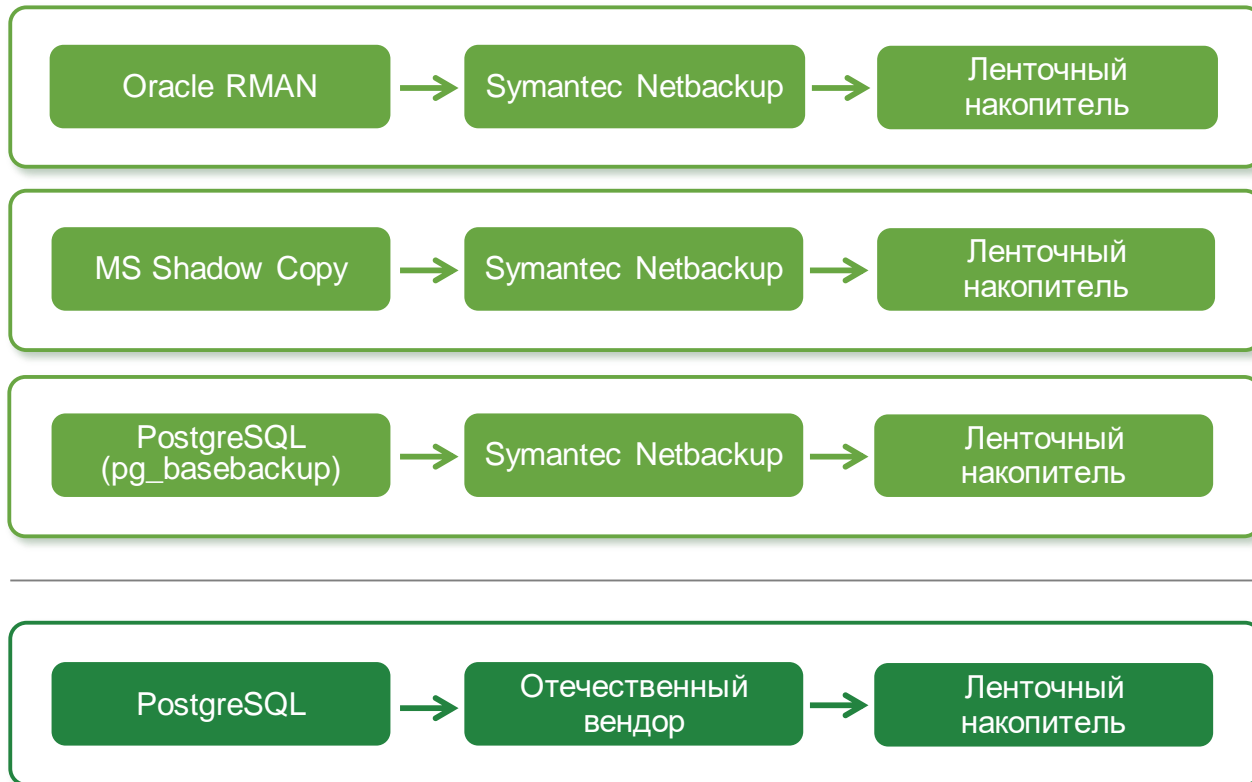 Oracle RMAN
Symantec Netbackup
Ленточный
накопитель
MS Shadow Copy
Symantec Netbackup
Ленточный
накопитель
PostgreSQL
(pg_basebackup)
Symantec Netbackup
Ленточный
накопитель
PostgreSQL
Отечественный
вендор
Ленточный
накопитель